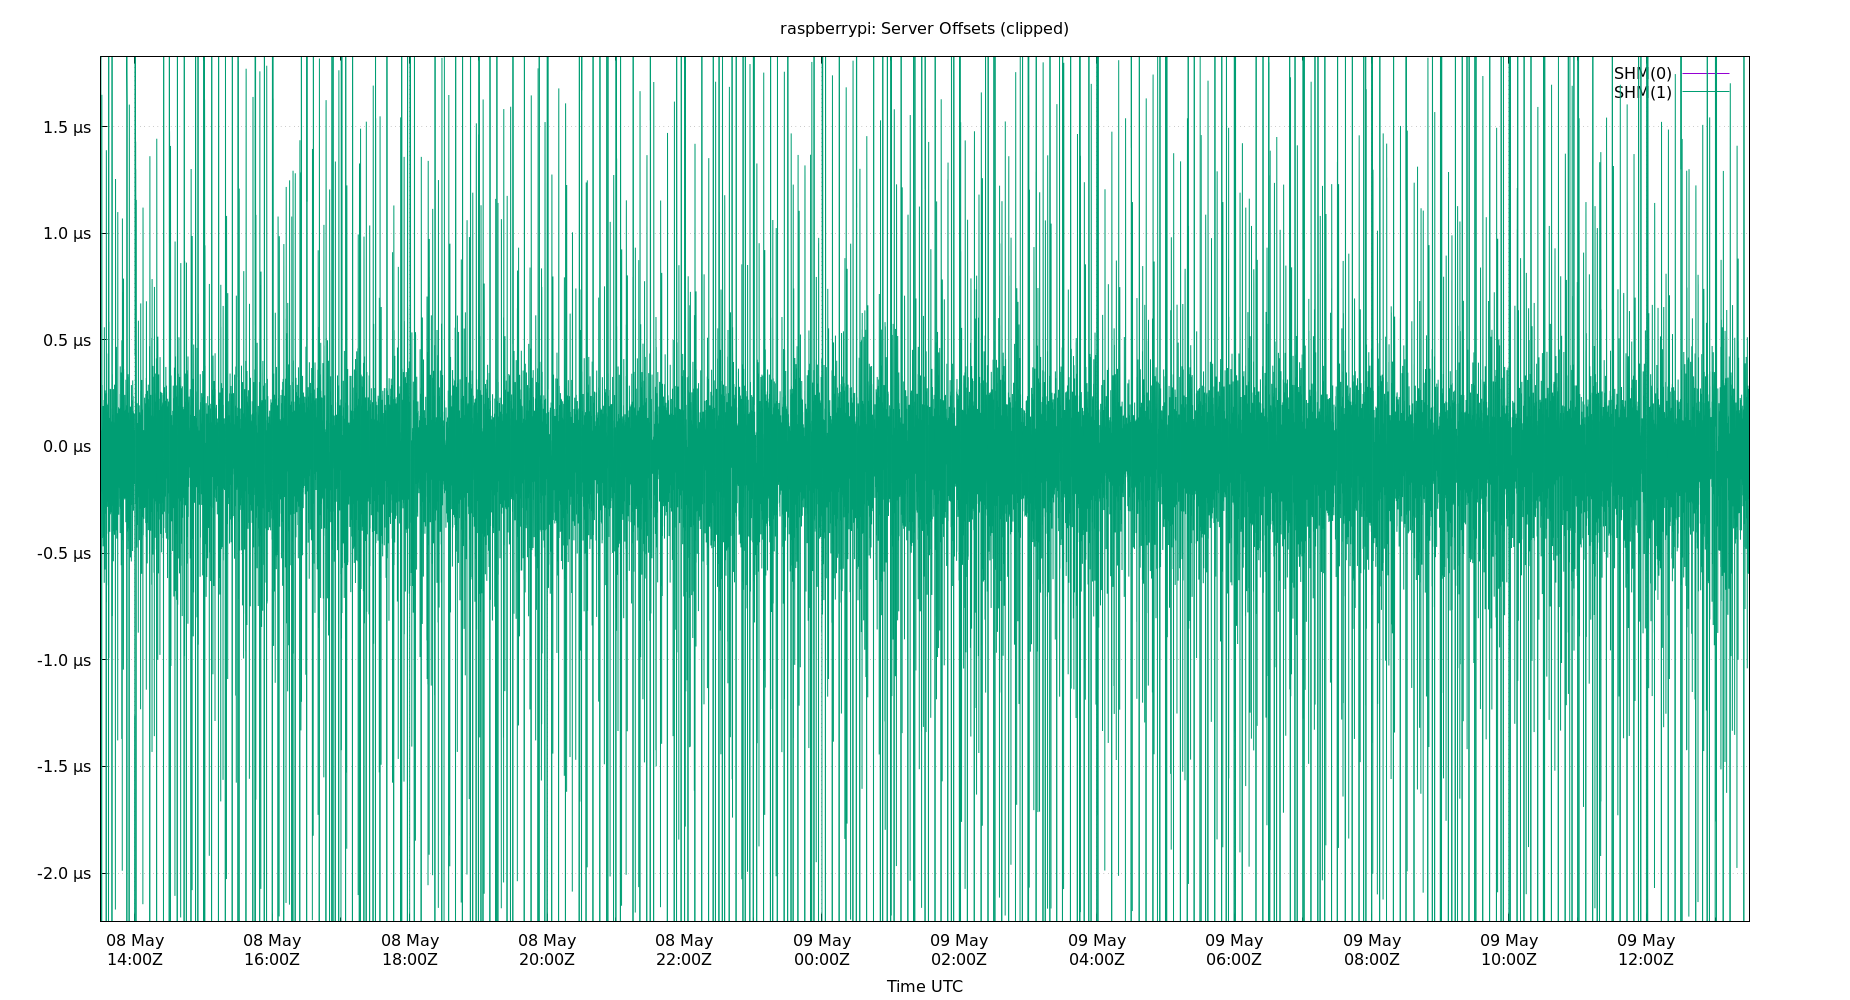 raspberrypi: Server Offsets (clipped)
SHM(0)
SHM(1)
1.5 µs
1.0 µs
0.5 µs
0.0 µs
-0.5 µs
-1.0 µs
-1.5 µs
-2.0 µs
08 May 08 May 08 May 08 May 08 May 09 May 09 May 09 May 09 May 09 May 09 May 09 May
14:00Z 16:00Z 18:00Z 20:00Z 22:00Z 00:00Z 02:00Z 04:00Z 06:00Z 08:00Z 10:00Z 12:00Z
Time UTC